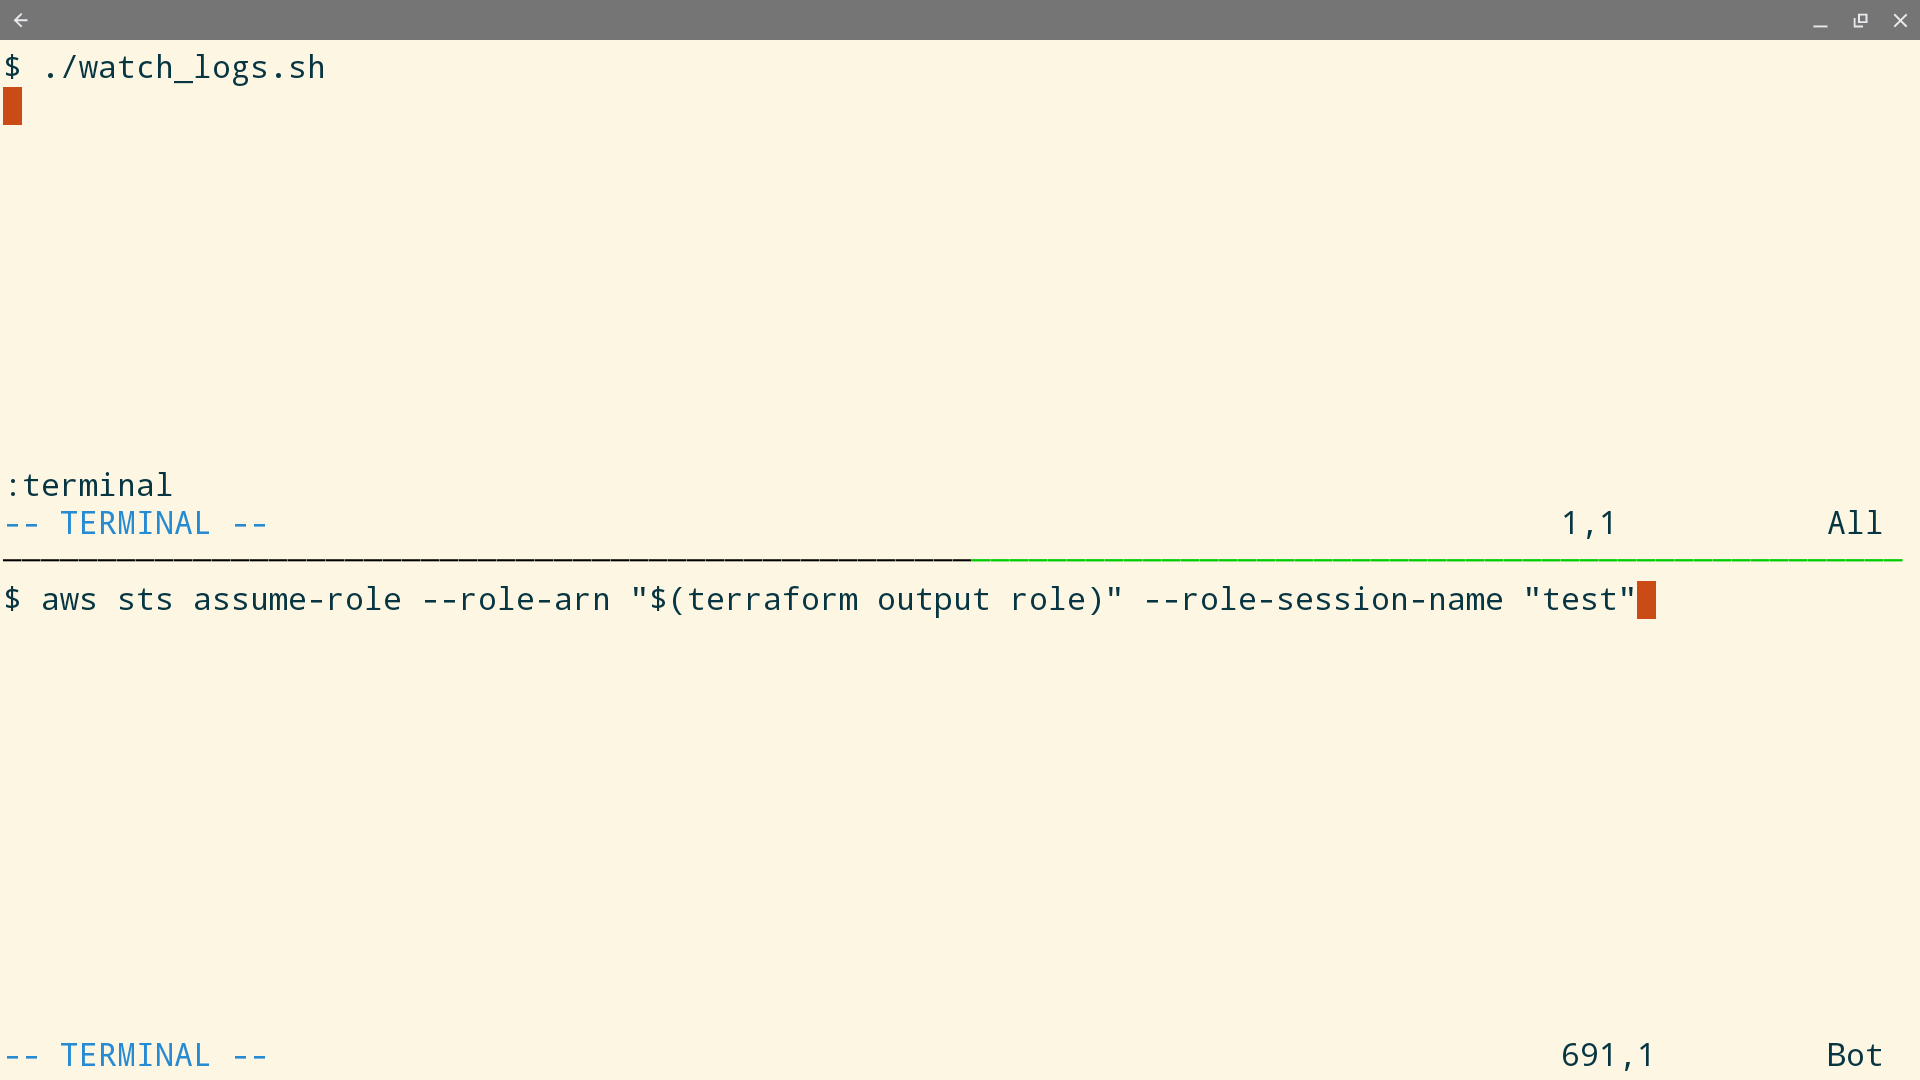 $ ./watch_logs.sh
:terminal
-- TERMINAL -- 1,1 All
$ aws sts assume-role --role-arn "$(terraform output role)" --role-session-name "test"
-- TERMINAL -- 691,1 Bot